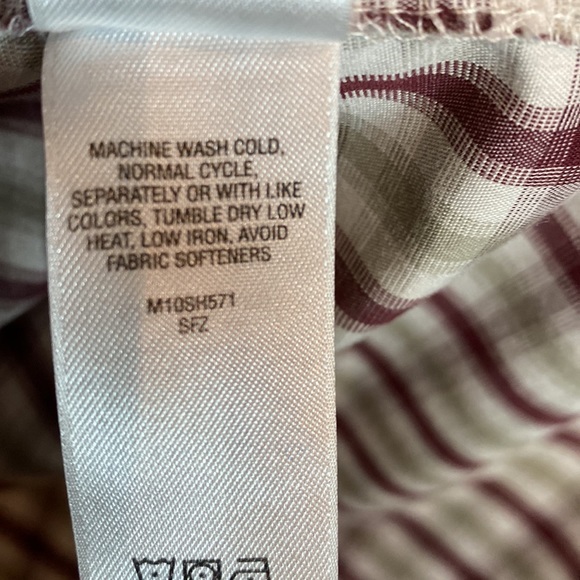 MACHINE WASH COLD,
NORMAL CYCLE,
SEPARATELY OR WITH LIKE
COLORS, TUMBLE DRY LOW
HEAT, LOW IRON, AVOID
FABRIC SOFTENERS
M10SH571
SFZ